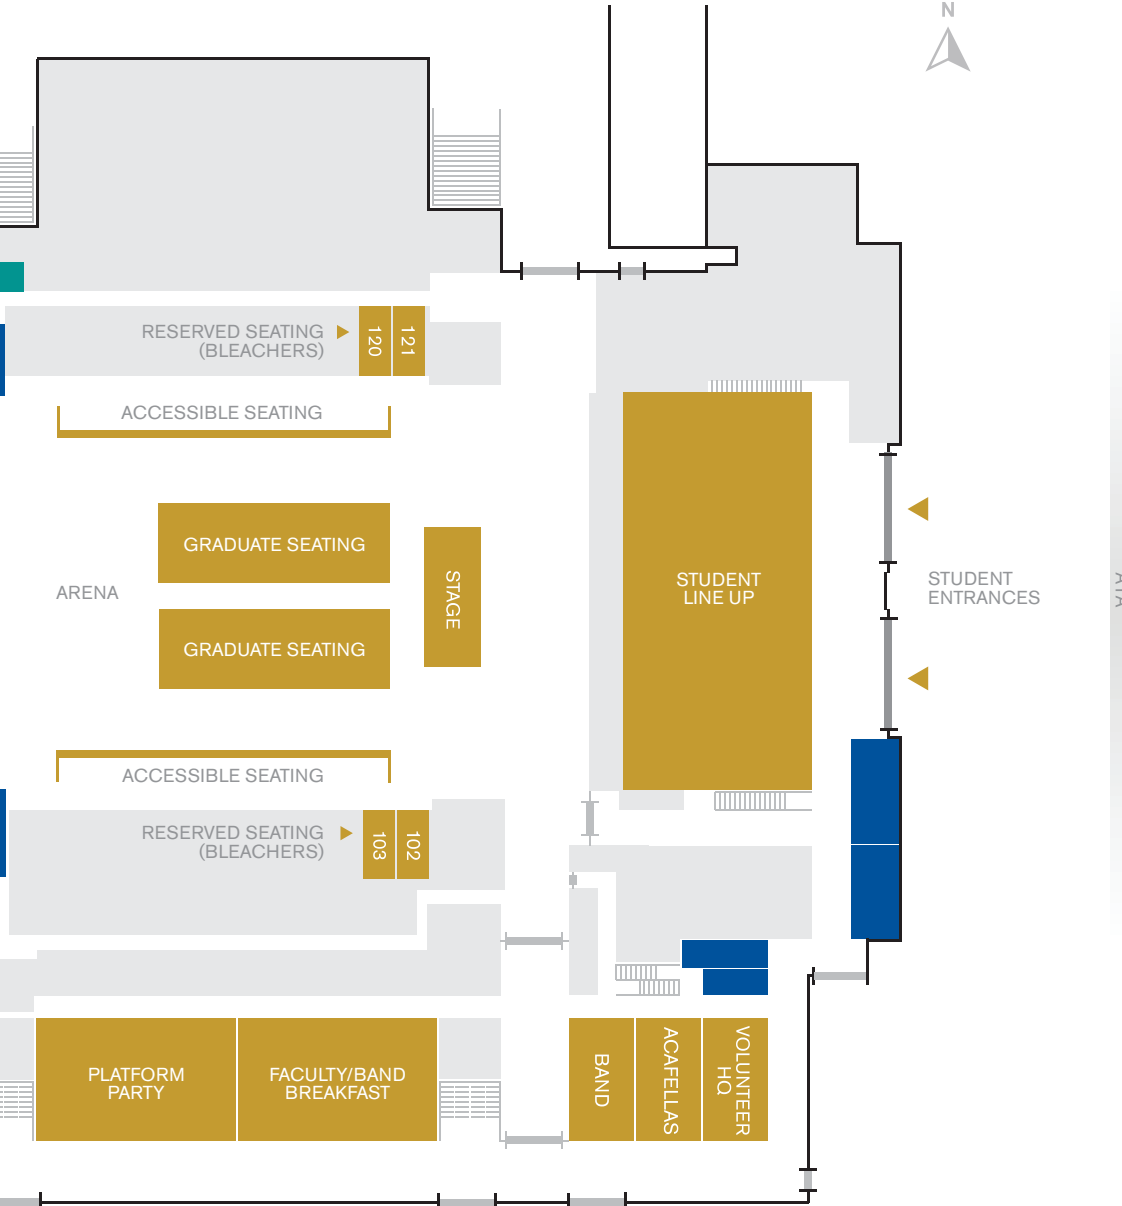 N
RESERVED SEATING
(BLEACHERS)
120
121
ACCESSIBLE SEATING
GRADUATE SEATING
STAGE
ARENA
GRADUATE SEATING
STUDENT
LINE UP
STUDENT
ENTRANCES
ACCESSIBLE SEATING
RESERVED SEATING
(BLEACHERS)
103
102
PLATFORM
PARTY
FACULTY/BAND
BREAKFAST
BAND
ACAFELLAS
VOLUNTEER
HQ